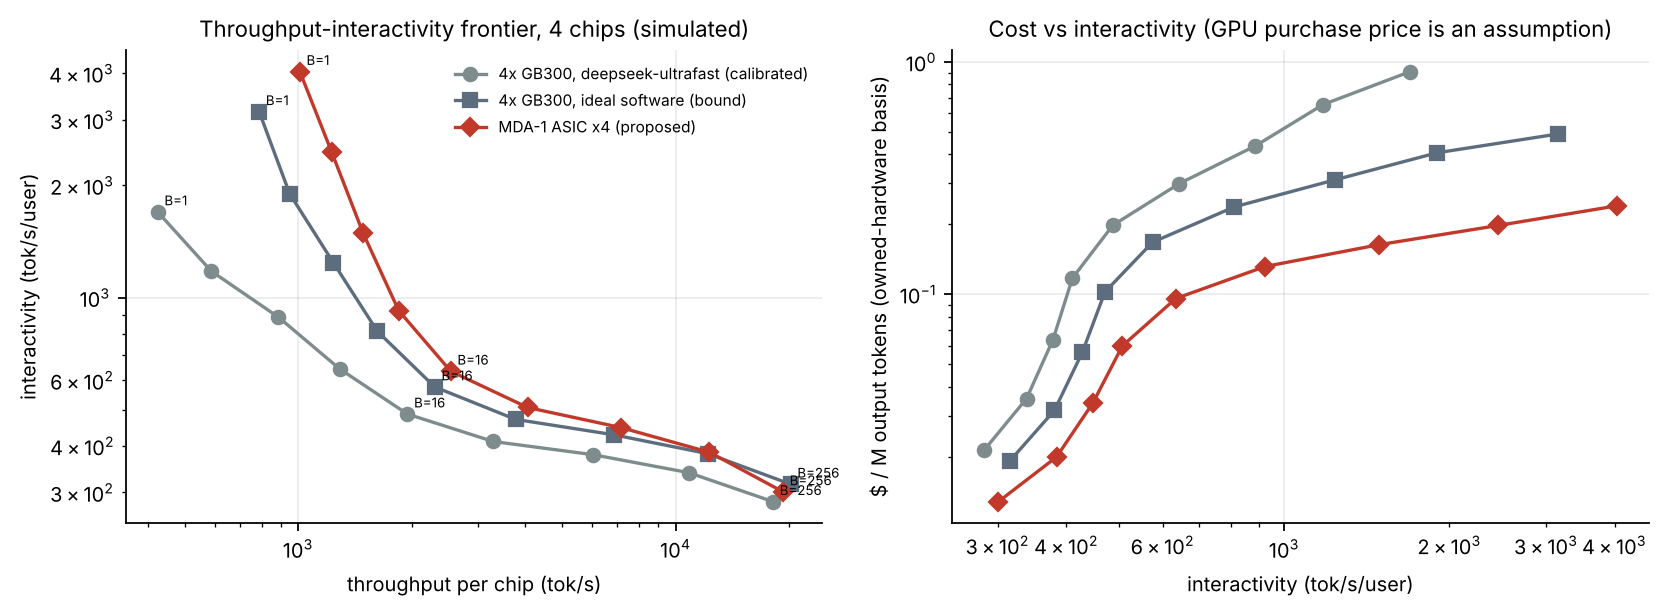 Throughput-interactivity frontier, 4 chips (simulated)
interactivity (tok/s/user)
4 × 10³
3 × 10³
2 × 10³
10³
6 × 10²
4 × 10²
3 × 10²
B=1
B=1
B=1
4x GB300, deepseek-ultrafast (calibrated)
4x GB300, ideal software (bound)
MDA-1 ASIC x4 (proposed)
B=16
B=16
B=16
B=256
B=256
B=256
10³
10⁴
throughput per chip (tok/s)
Cost vs interactivity (GPU purchase price is an assumption)
$ / M output tokens (owned-hardware basis)
10⁰
10⁻¹
3 × 10²
4 × 10²
6 × 10²
10³
2 × 10³
3 × 10³
4 × 10³
interactivity (tok/s/user)